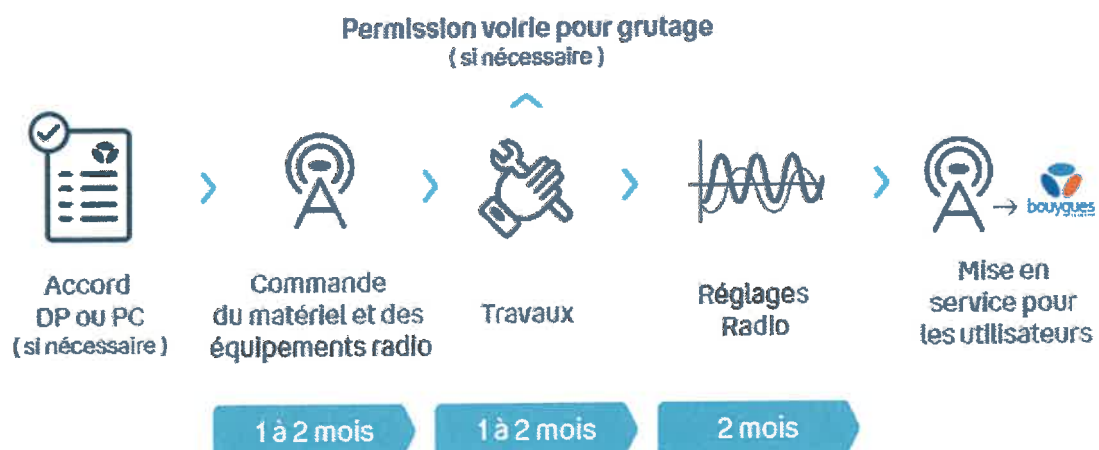 Permission voirie pour grutage
( si nécessaire )
Accord
DP ou PC
( si nécessaire )
Commande
du matériel et des
équipements radio
Travaux
Réglages
Radio
bouygues
Mise en
service pour
les utilisateurs
1 à 2 mois
1 à 2 mois
2 mois